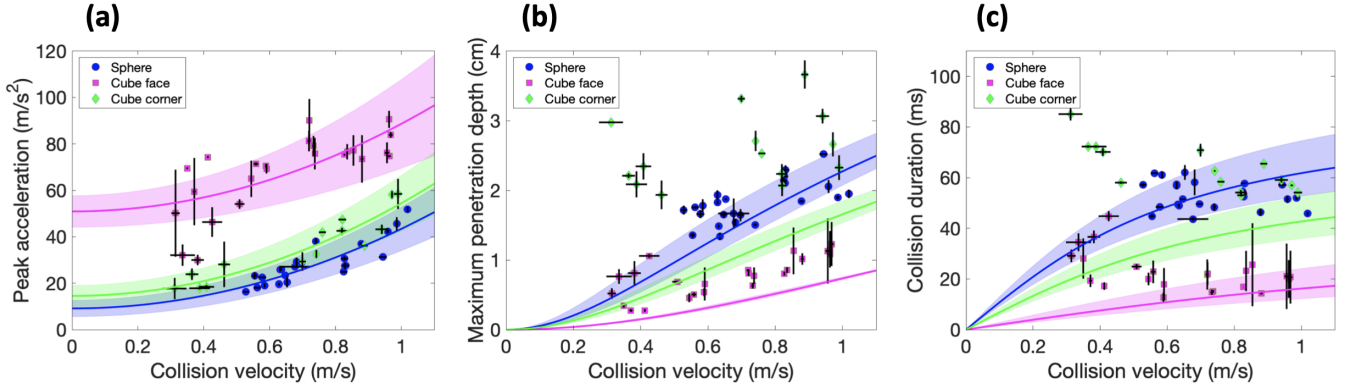 (a)
Peak acceleration (m/s²)
120
100
80
60
40
20
0
Sphere
Cube face
Cube corner
0
0.2
0.4
0.6
0.8
1
Collision velocity (m/s)
(b)
Maximum penetration depth (cm)
4
3
2
1
0
Sphere
Cube face
Cube corner
0
0.2
0.4
0.6
0.8
1
Collision velocity (m/s)
(c)
Collision duration (ms)
100
80
60
40
20
0
Sphere
Cube face
Cube corner
0
0.2
0.4
0.6
0.8
1
Collision velocity (m/s)